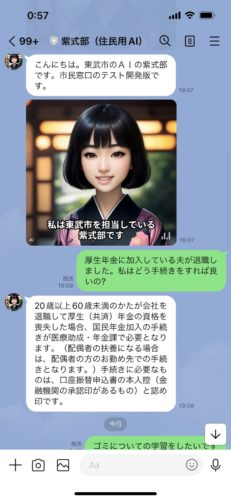 0:57
99+
紫式部（住民用AI）
こんにちは。東武市のＡＩの紫式部
です。市民窓口のテスト開発版で
す。
19:07
私は東武市を担当している
紫式部です
19:07
厚生年金に加入している夫が退職し
ました。私はどう手続きをすれば良
いの？
既読
19:08
20歳以上60歳未満のかたが会社を
退職して厚生（共済）年金の資格を
喪失した場合、国民年金加入の手続
きが医療助成・年金課で必要となり
ます。（配偶者の扶養になる場合
は、配偶者の方のお勤め先での手続
きとなります。）手続きに必要なも
のは、口座振替申込書の本人控（金
融機関の承認印があるもの）と認め
印です。
19:08
今日
既読
ゴミについての学習をしたいです
Aa